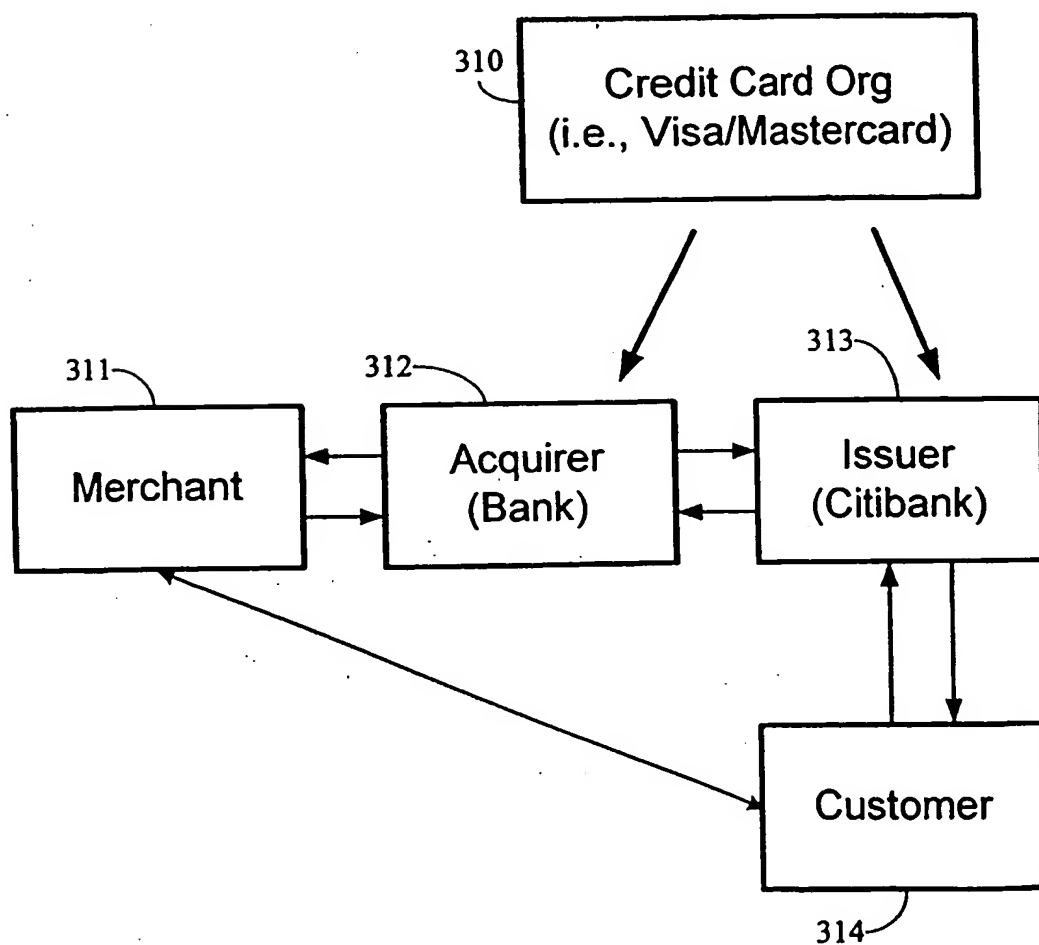 310
Credit Card Org
(i.e., Visa/Mastercard)
311
312
313
Merchant
Acquirer
(Bank)
Issuer
(Citibank)
Customer
314